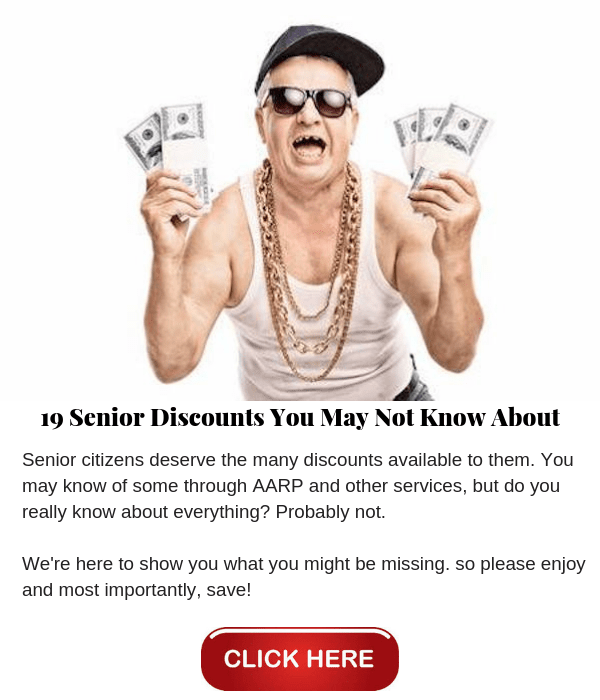 19 Senior Discounts You May Not Know About
Senior citizens deserve the many discounts available to them. You
may know of some through AARP and other services, but do you
really know about everything? Probably not.
We're here to show you what you might be missing. so please enjoy
and most importantly, save!
CLICK HERE